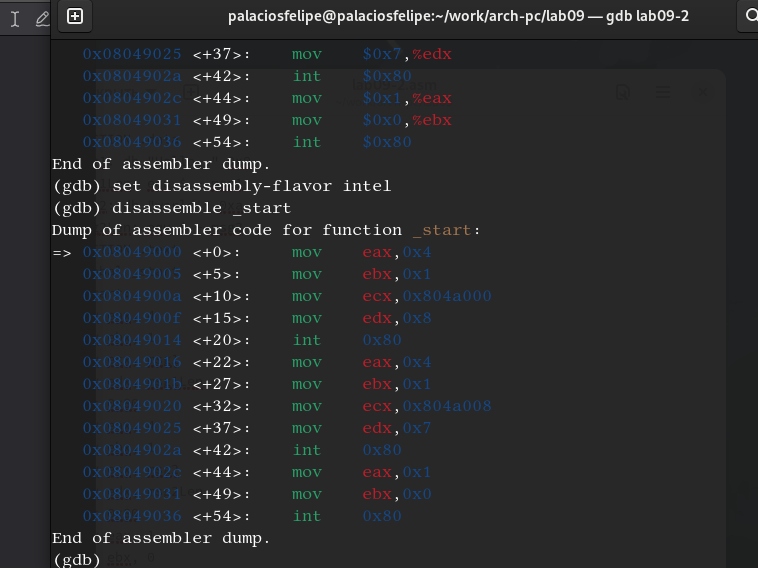 palaciosfelipe@palaciosfelipe:~/work/arch-pc/lab09 — gdb lab09-2
0x08049025 <+37>: mov $0x7,%edx
0x0804902a <+42>: int $0x80
0x0804902c <+44>: mov $0x1,%eax
0x08049031 <+49>: mov $0x0,%ebx
0x08049036 <+54>: int $0x80
End of assembler dump.
(gdb) set disassembly-flavor intel
(gdb) disassemble _start
Dump of assembler code for function _start:
=> 0x08049000 <+0>: mov eax,0x4
0x08049005 <+5>: mov ebx,0x1
0x0804900a <+10>: mov ecx,0x804a000
0x0804900f <+15>: mov edx,0x8
0x08049014 <+20>: int 0x80
0x08049016 <+22>: mov eax,0x4
0x0804901b <+27>: mov ebx,0x1
0x08049020 <+32>: mov ecx,0x804a008
0x08049025 <+37>: mov edx,0x7
0x0804902a <+42>: int 0x80
0x0804902c <+44>: mov eax,0x1
0x08049031 <+49>: mov ebx,0x0
0x08049036 <+54>: int 0x80
End of assembler dump.
(gdb)